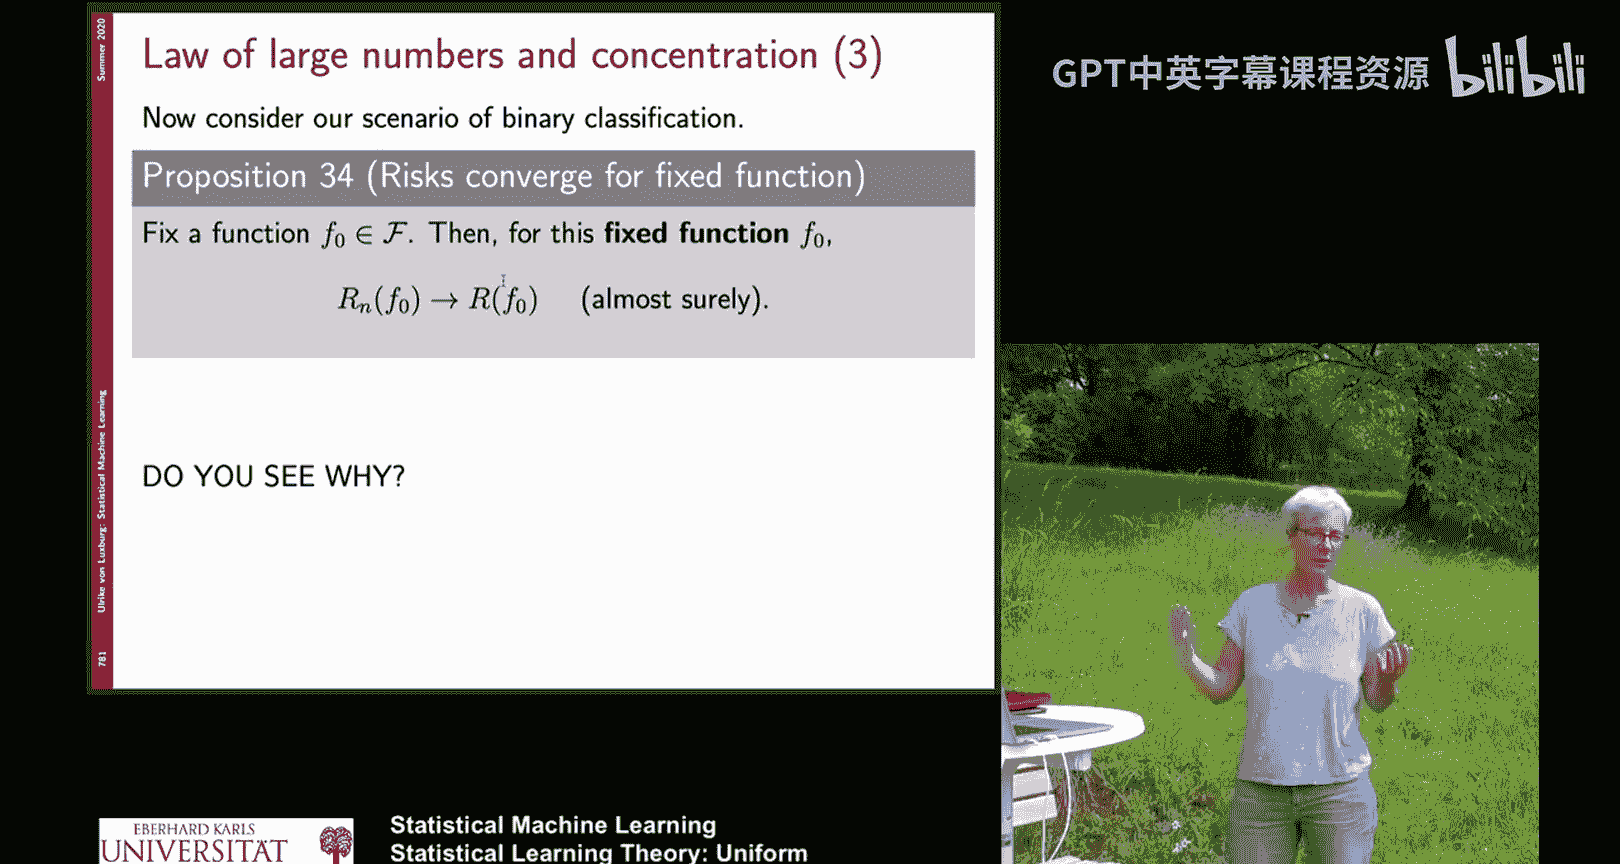 Law of large numbers and concentration (3)
Now consider our scenario of binary classification.
Proposition 34 (Risks converge for fixed function)
Fix a function f₀ ∈ ℱ. Then, for this fixed function f₀,
Rₙ(f₀) → R(f₀) (almost surely).
DO YOU SEE WHY?
Summer 2020
Ulrike von Luxburg: Statistical Machine Learning
781
GPT中英字幕课程资源 bilibili
EBERHARD KARLS
UNIVERSITÄT
Statistical Machine Learning
Statistical Learning Theory: Uniform